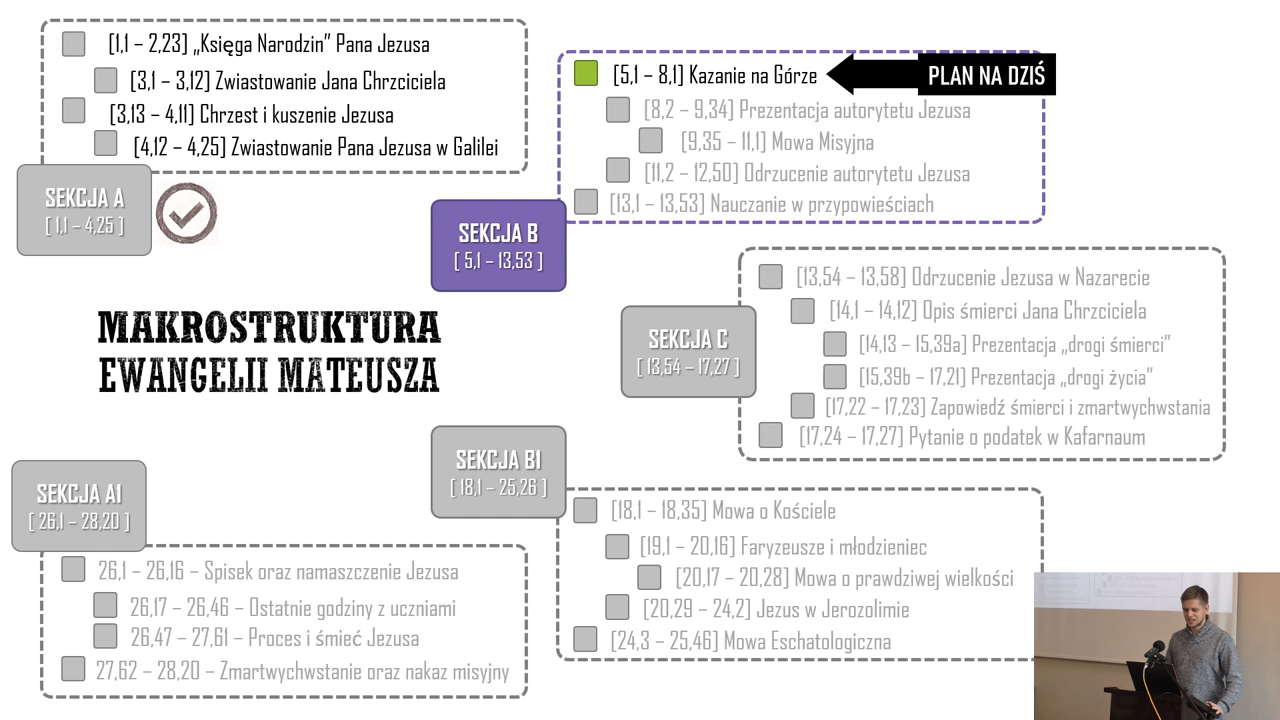 [1,1 – 2,23] „Księga Narodzin” Pana Jezusa
[3,1 – 3,12] Zwiastowanie Jana Chrzciciela
[3,13 – 4,11] Chrzest i kuszenie Jezusa
[4,12 – 4,25] Zwiastowanie Pana Jezusa w Galilei
SEKCJA A
[ 1,1 – 4,25 ]
[5,1 – 8,1] Kazanie na Górze
PLAN NA DZIŚ
[8,2 – 9,34] Prezentacja autorytetu Jezusa
[9,35 – 11,1] Mowa Misyjna
[11,2 – 12,50] Odrzucenie autorytetu Jezusa
[13,1 – 13,53] Nauczanie w przypowieściach
SEKCJA B
[ 5,1 – 13,53 ]
MAKROSTRUKTURA
EWANGELII MATEUSZA
[13,54 – 13,58] Odrzucenie Jezusa w Nazarecie
[14,1 – 14,12] Opis śmierci Jana Chrzciciela
[14,13 – 15,39a] Prezentacja „drogi śmierci”
[15,39b – 17,21) Prezentacja „drogi życia”
[17,22 – 17,23] Zapowiedź śmierci i zmartwychwstania
[17,24 – 17,27] Pytanie o podatek w Kafarnaum
SEKCJA C
[ 13,54 – 17,27 ]
SEKCJA B1
[ 18,1 – 25,26 ]
[18,1 – 18,35] Mowa o Kościele
[19,1 – 20,16] Faryzeusze i młodzieniec
[20,17 – 20,28] Mowa o prawdziwej wielkości
[20,29 – 24,2] Jezus w Jerozolimie
[24,3 – 25,46] Mowa Eschatologiczna
SEKCJA A1
[ 26,1 – 28,20 ]
26,1 – 26,16 – Spisek oraz namaszczenie Jezusa
26,17 – 26,46 – Ostatnie godziny z uczniami
26,47 – 27,61 – Proces i śmieć Jezusa
27,62 – 28,20 – Zmartwychwstanie oraz nakaz misyjny